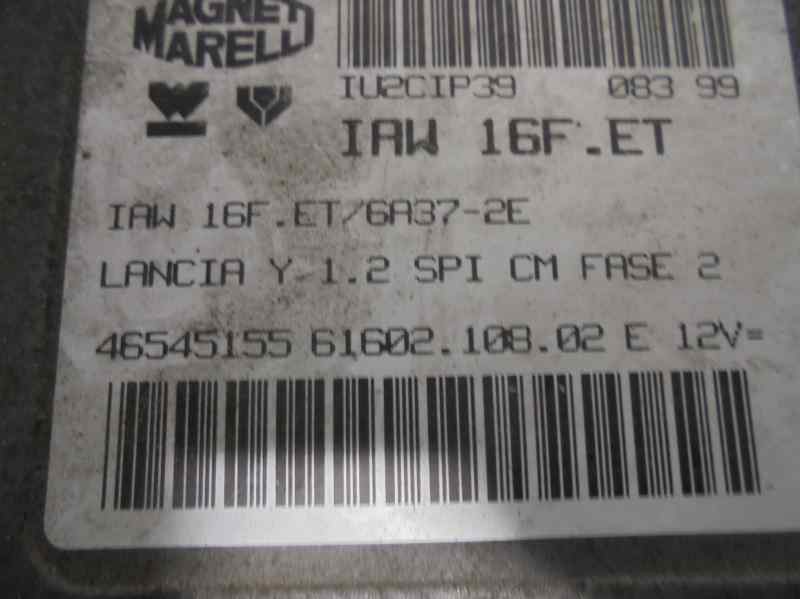 MAGNETI
MARELLI
IU2CIP39 083 99
IAW 16F.ET
IAW 16F.ET/6A37-2E
LANCIA Y 1.2 SPI CM FASE 2
46545155 61602.108.02 E 12V=